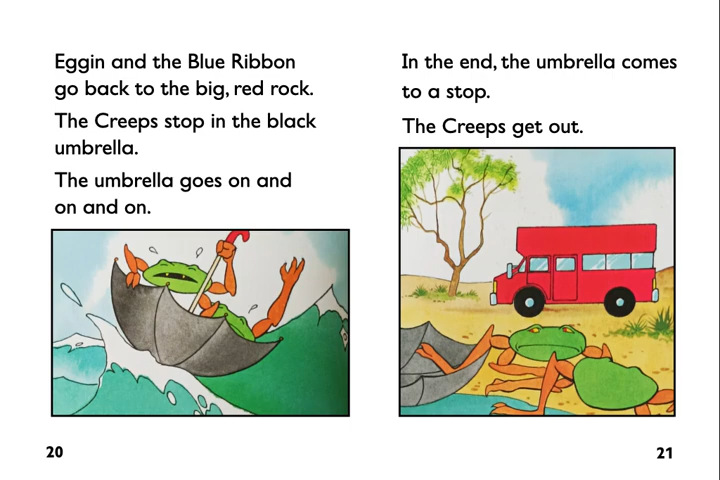 Eggin and the Blue Ribbon
go back to the big, red rock.
The Creeps stop in the black
umbrella.
The umbrella goes on and
on and on.
20
In the end, the umbrella comes
to a stop.
The Creeps get out.
21